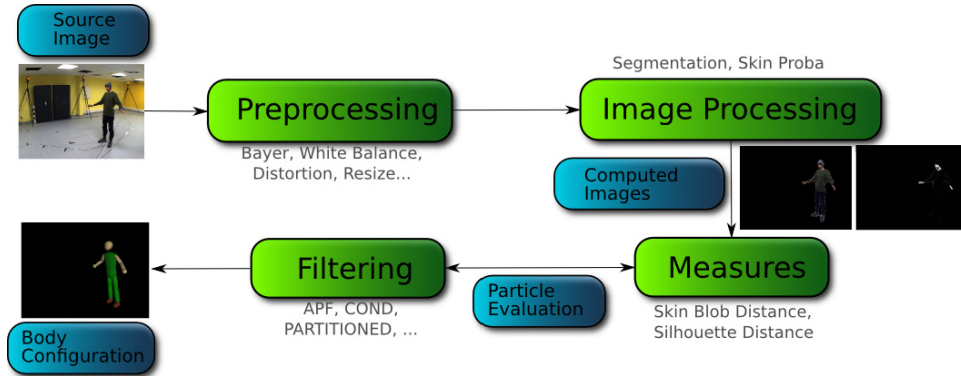 Source
Image
Preprocessing
Bayer, White Balance,
Distortion, Resize...
Segmentation, Skin Proba
Image Processing
Computed
Images
Measures
Skin Blob Distance,
Silhouette Distance
Particle
Evaluation
Filtering
APF, COND,
PARTITIONED, ...
Body
Configuration